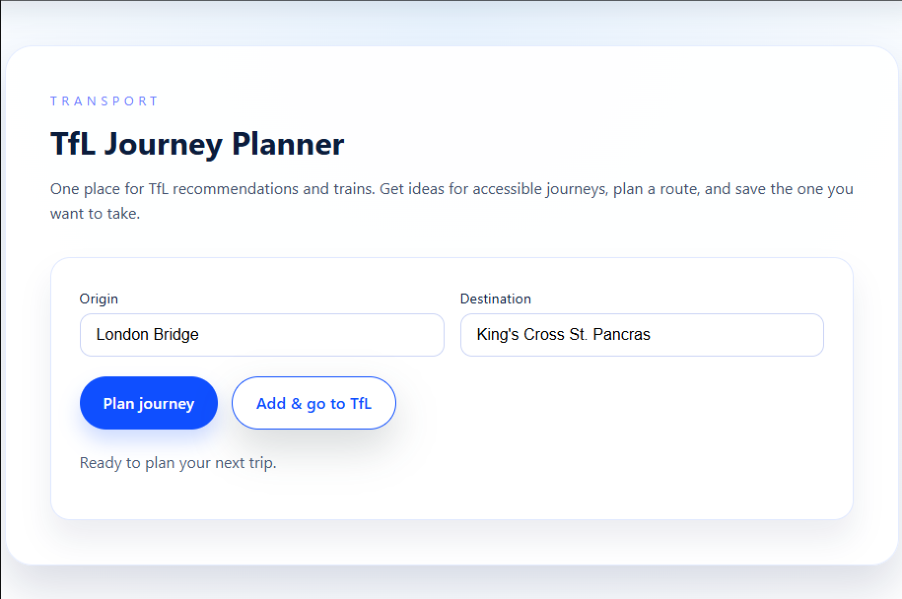 TRANSPORT
TfL Journey Planner
One place for TfL recommendations and trains. Get ideas for accessible journeys, plan a route, and save the one you
want to take.
Origin
Destination
London Bridge
King's Cross St. Pancras
Plan journey
Add & go to TfL
Ready to plan your next trip.